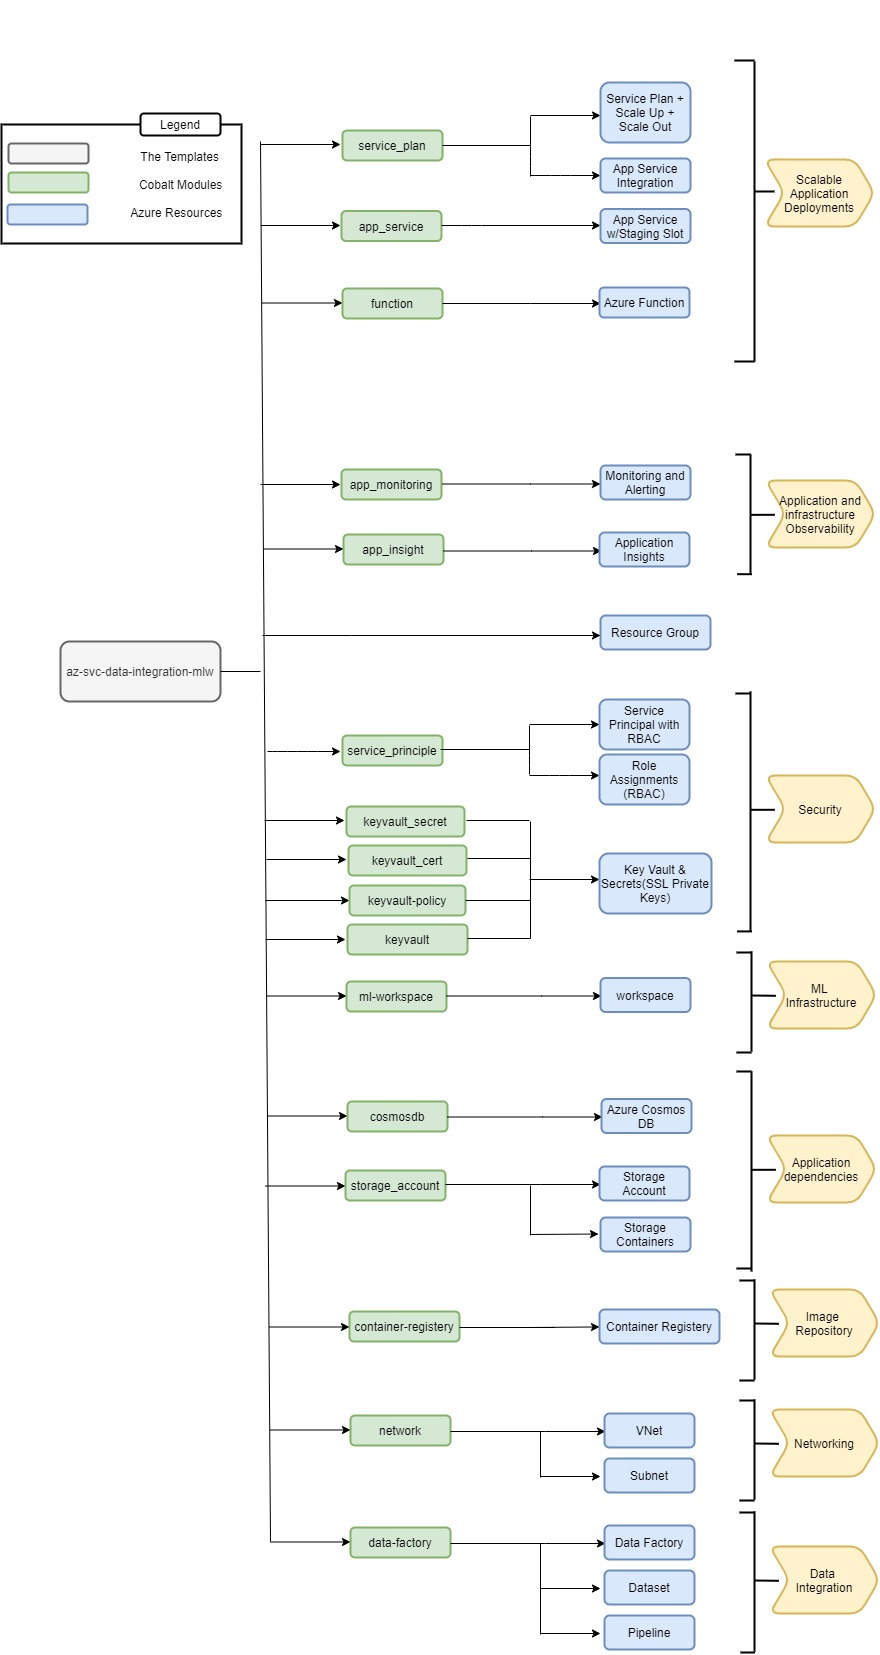 Legend
The Templates
Cobalt Modules
Azure Resources
service_plan
Service Plan +
Scale Up +
Scale Out
App Service
Integration
app_service
App Service
w/Staging Slot
function
Azure Function
Scalable
Application
Deployments
app_monitoring
Monitoring and
Alerting
app_insight
Application
Insights
Application and
infrastructure
Observability
Resource Group
az-svc-data-integration-mlw
service_principle
Service
Principal with
RBAC
Role
Assignments
(RBAC)
keyvault_secret
keyvault_cert
keyvault-policy
keyvault
Key Vault &
Secrets(SSL Private
Keys)
Security
ml-workspace
workspace
ML
Infrastructure
cosmosdb
Azure Cosmos
DB
storage_account
Storage
Account
Storage
Containers
Application
dependencies
container-registery
Container Registery
Image
Repository
network
VNet
Subnet
Networking
data-factory
Data Factory
Dataset
Pipeline
Data
Integration